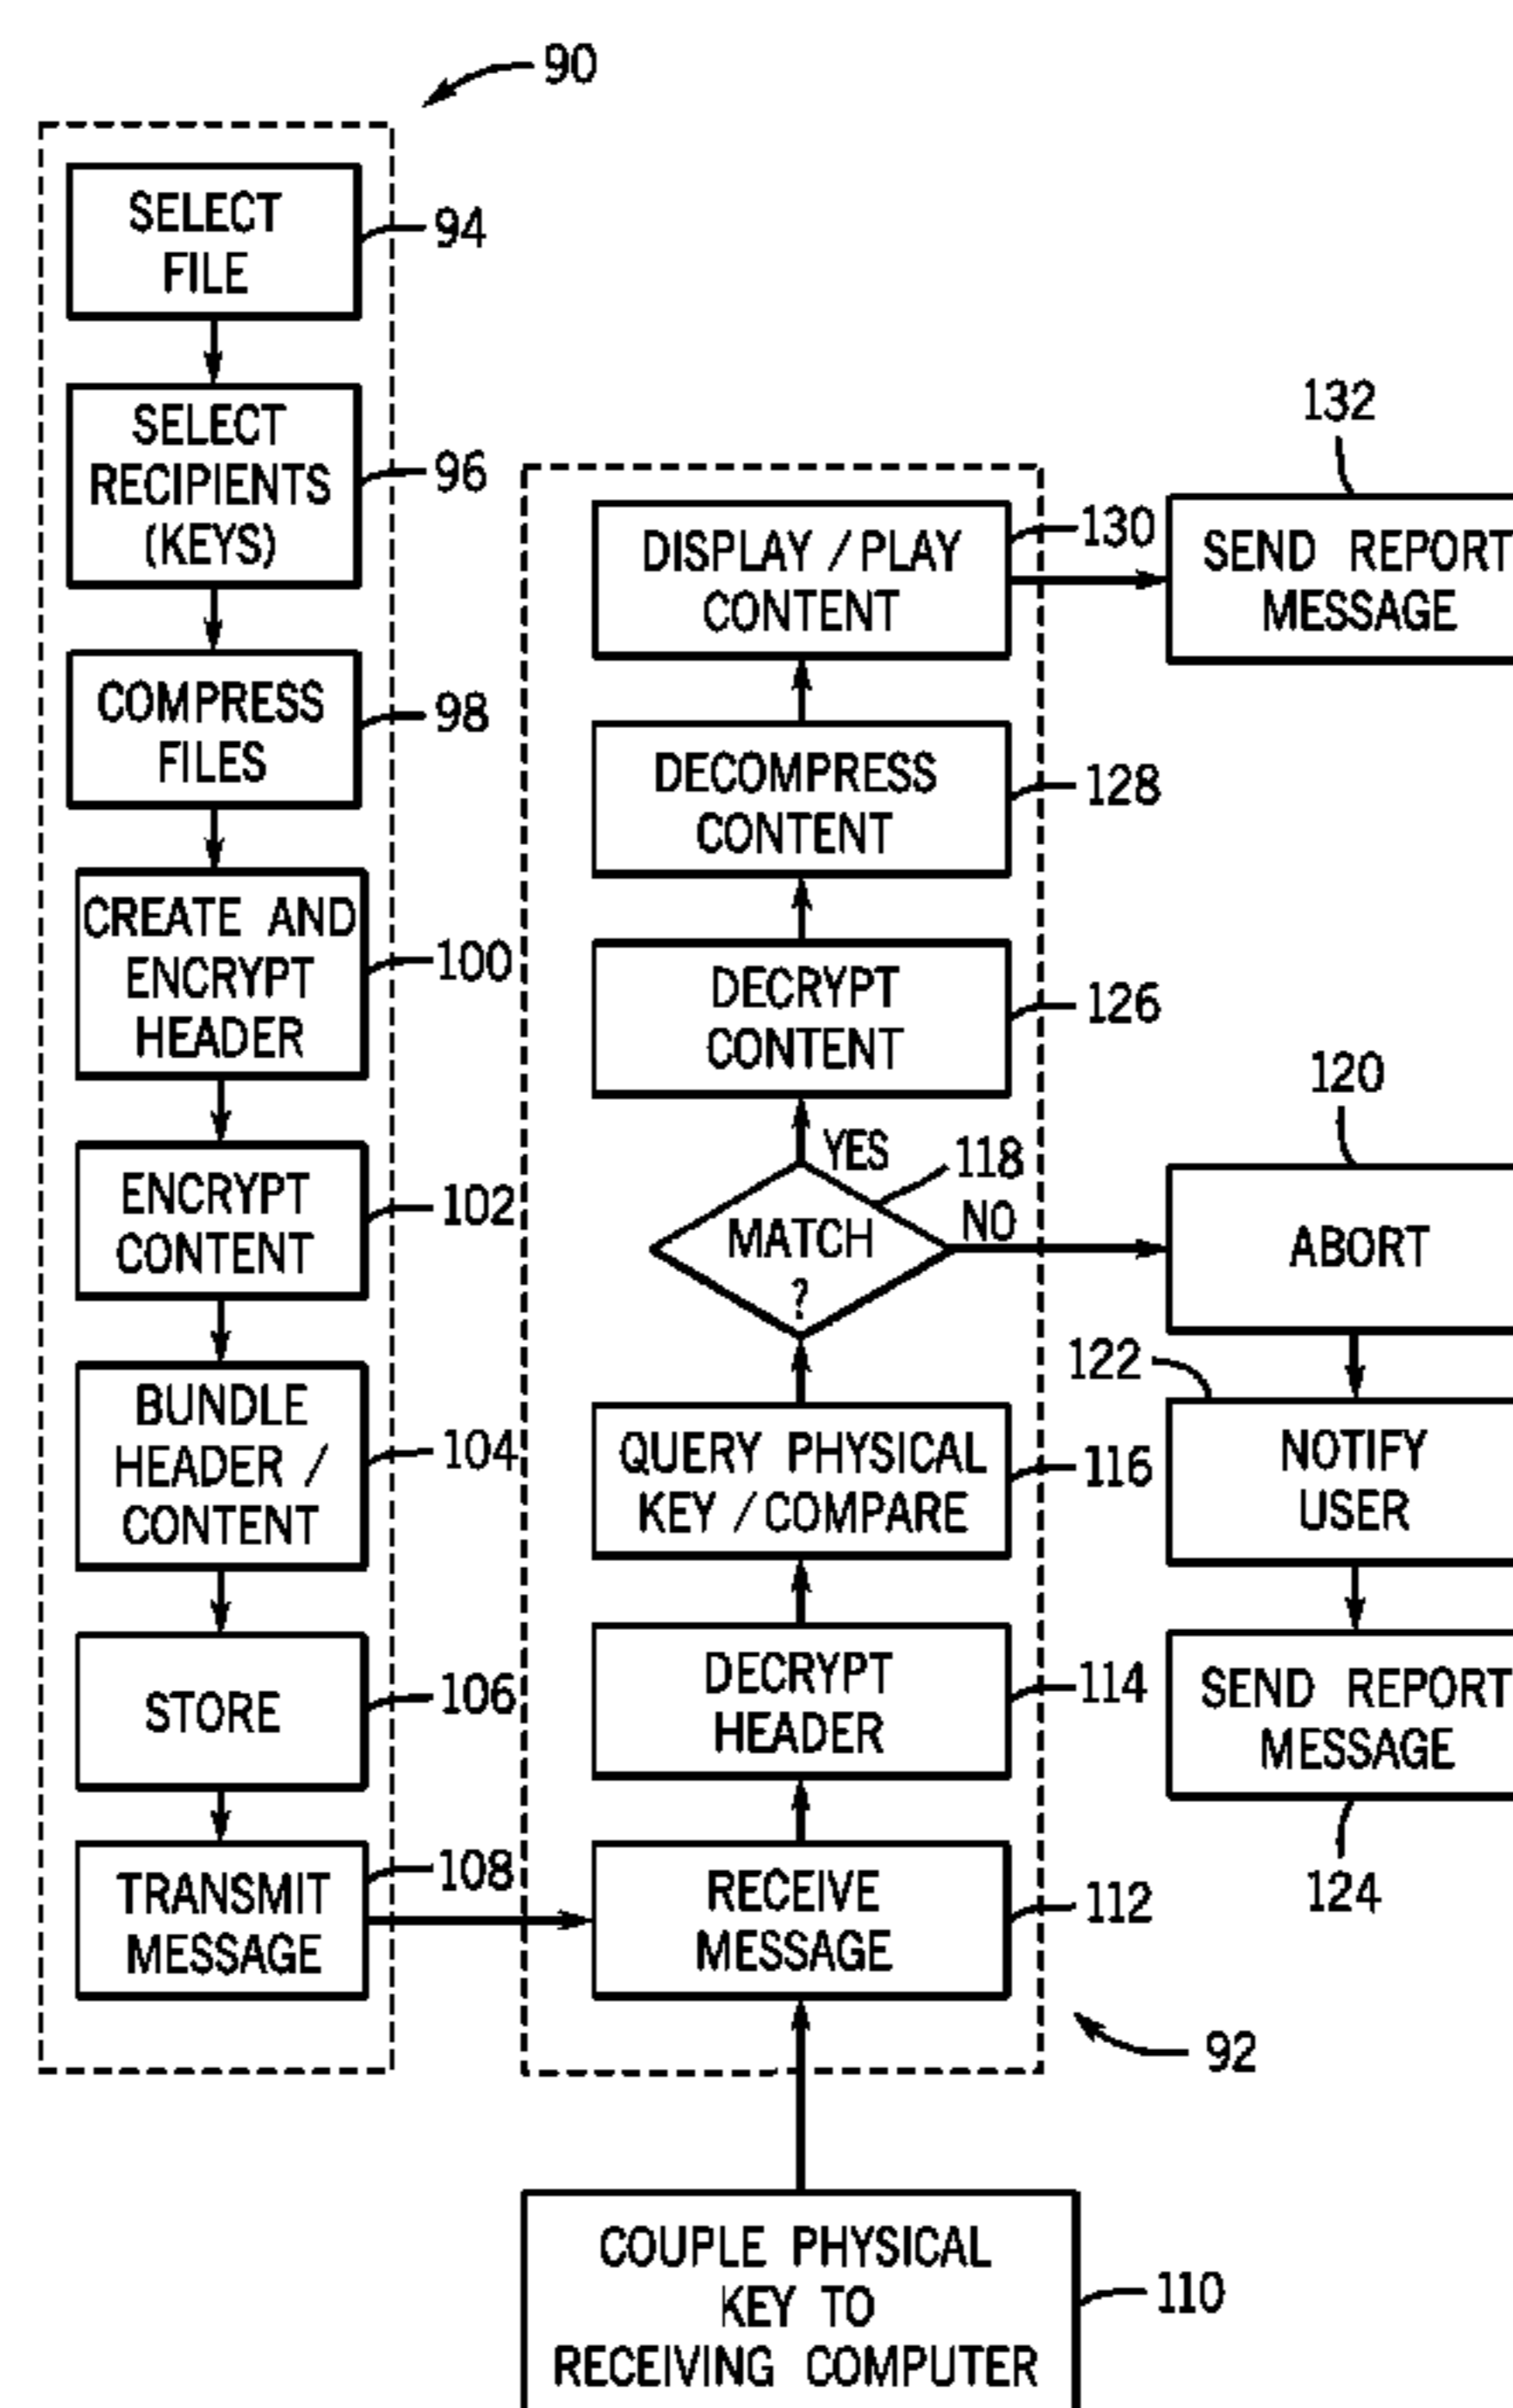 90
SELECT
FILE
94
SELECT
RECIPIENTS
(KEYS)
96
COMPRESS
FILES
98
CREATE AND
ENCRYPT
HEADER
100
ENCRYPT
CONTENT
102
BUNDLE
HEADER /
CONTENT
104
STORE
106
TRANSMIT
MESSAGE
108
132
DISPLAY / PLAY
CONTENT
130
SEND REPORT
MESSAGE
DECOMPRESS
CONTENT
128
DECRYPT
CONTENT
126
YES
118
NO
MATCH
?
120
ABORT
122
NOTIFY
USER
QUERY PHYSICAL
KEY / COMPARE
116
DECRYPT
HEADER
114
SEND REPORT
MESSAGE
124
RECEIVE
MESSAGE
112
92
COUPLE PHYSICAL
KEY TO
RECEIVING COMPUTER
110